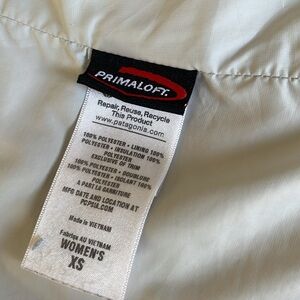 PRIMALOFT.
Repair, Reuse, Recycle
This Product
www.patagonia.com
100% POLYESTER • LINING 100%
POLYESTER • INSULATION 100%
POLYESTER
EXCLUSIVE OF TRIM
100% POLYESTER • DOUBLURE
100% POLYESTER • ISOLANT 100%
POLYESTER
A PART LA GARNITURE
MFG DATE AND LOCATION AT
PCPSIA.COM
Made in VIETNAM
Fabriqué AU VIETNAM
WOMEN'S
XS